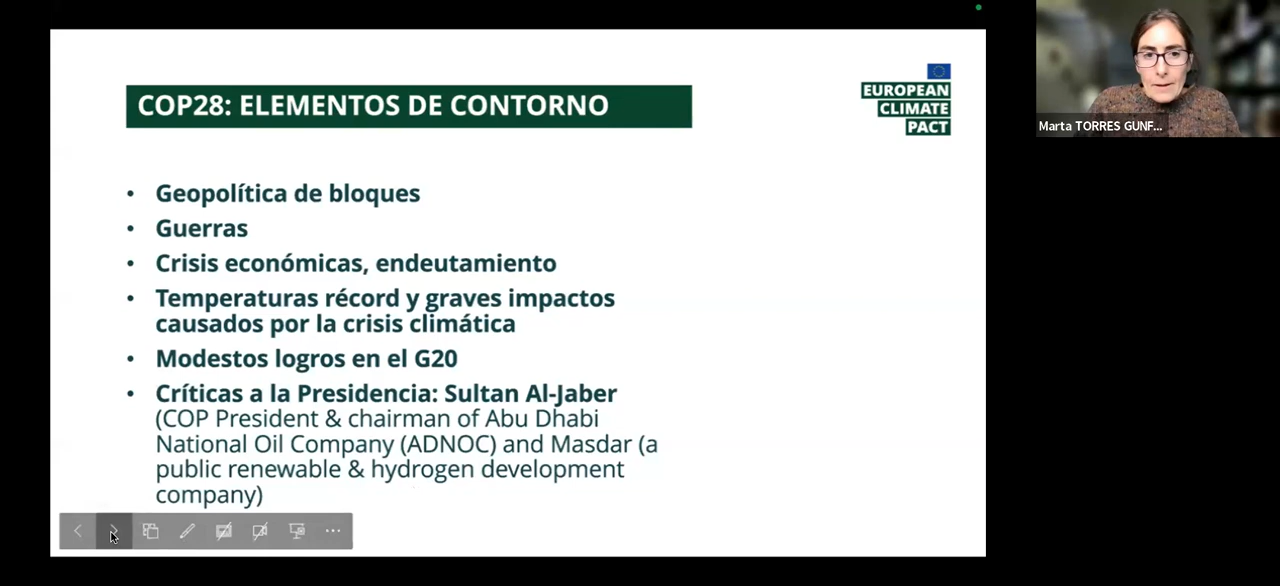 COP28: ELEMENTOS DE CONTORNO
EUROPEAN
CLIMATE
PACT
• Geopolítica de bloques
• Guerras
• Crisis económicas, endeutamiento
• Temperaturas récord y graves impactos
causados por la crisis climática
• Modestos logros en el G20
• Críticas a la Presidencia: Sultan Al-Jaber
(COP President & chairman of Abu Dhabi
National Oil Company (ADNOC) and Masdar (a
public renewable & hydrogen development
company)
Marta TORRES GUNF...